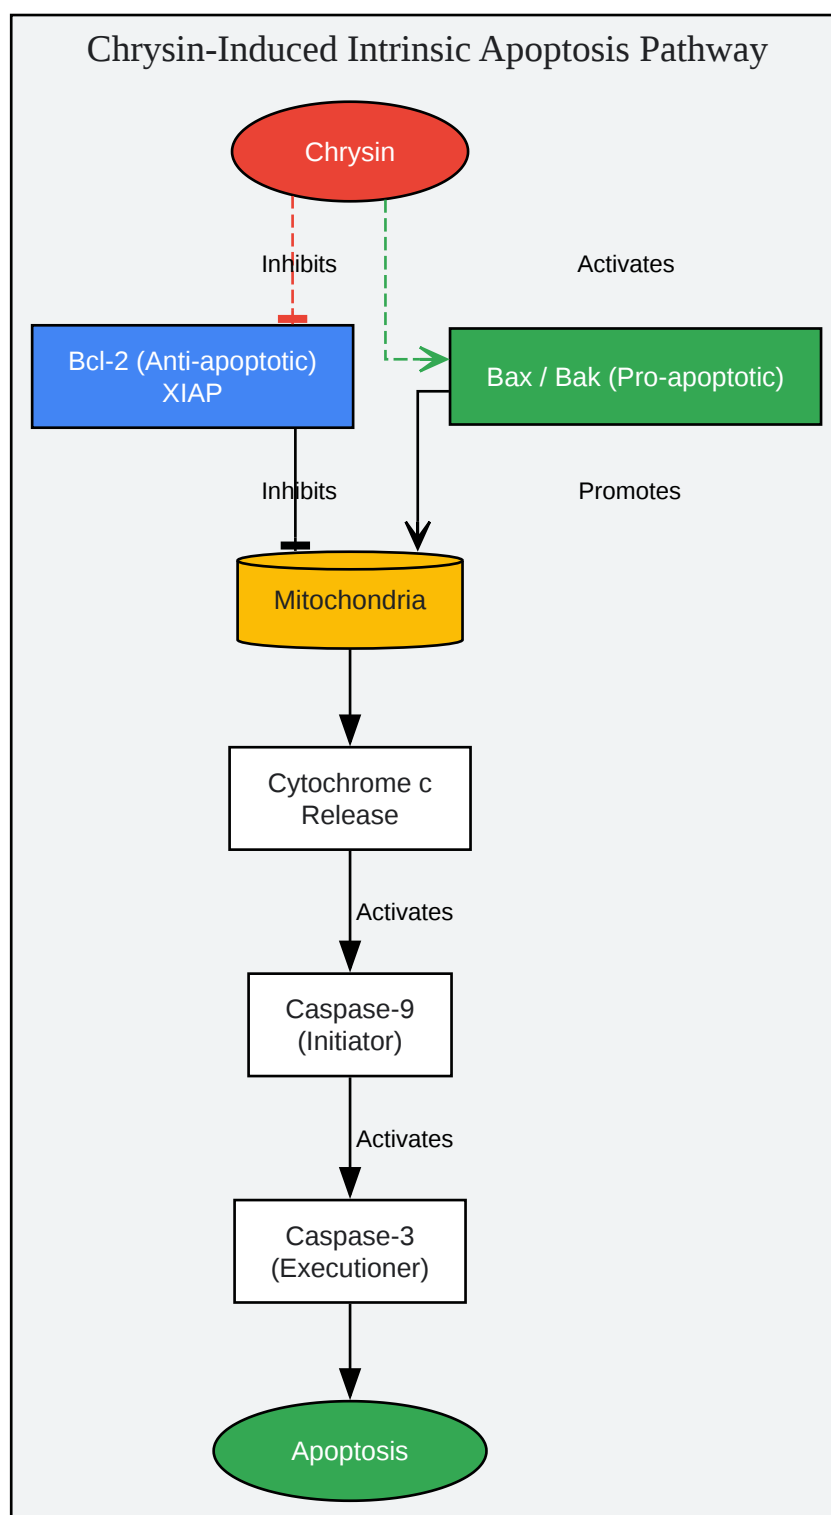 Chrysin-Induced Intrinsic Apoptosis Pathway
Chrysin
Inhibits
Activates
Bcl-2 (Anti-apoptotic)
XIAP
Bax / Bak (Pro-apoptotic)
Inhibits
Promotes
Mitochondria
Cytochrome c
Release
Activates
Caspase-9
(Initiator)
Activates
Caspase-3
(Executioner)
Apoptosis